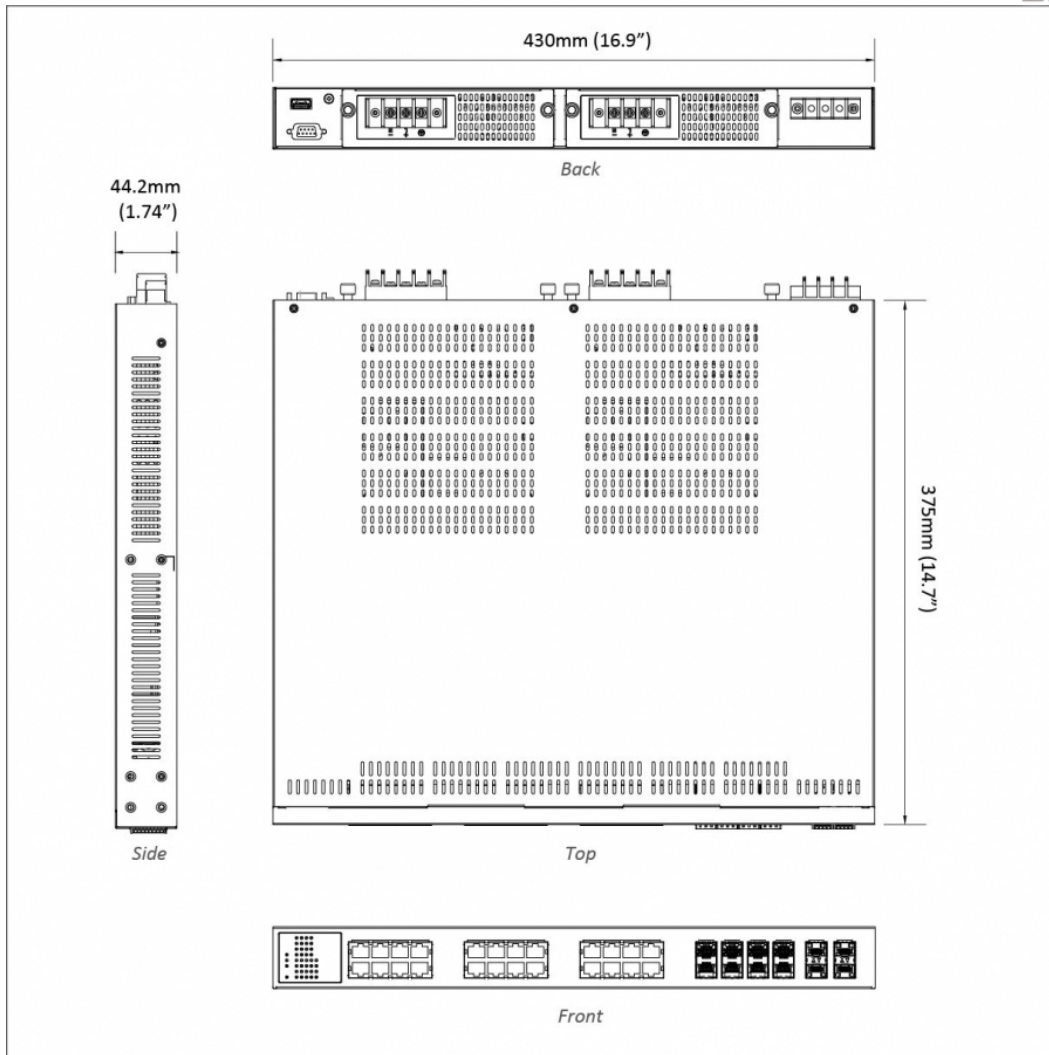 430mm (16.9”)
Back
44.2mm
(1.74”)
375mm (14.7”)
Side
Top
Front